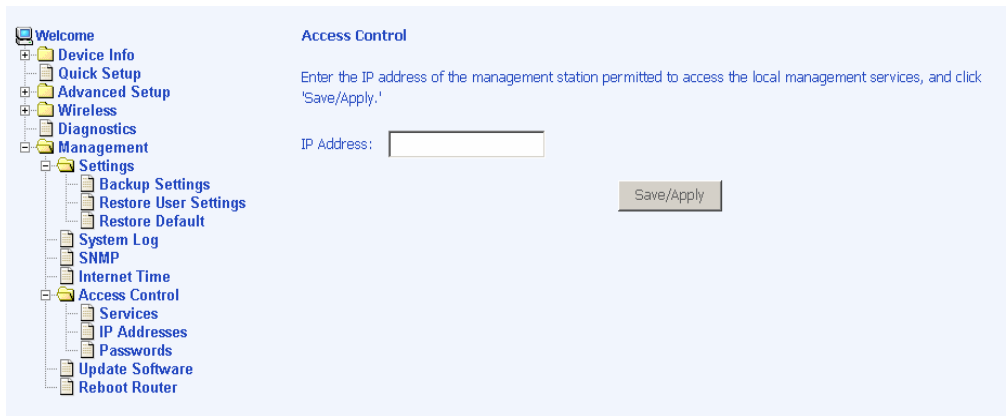 Welcome
Device Info
Quick Setup
Advanced Setup
Wireless
Diagnostics
Management
Settings
Backup Settings
Restore User Settings
Restore Default
System Log
SNMP
Internet Time
Access Control
Services
IP Addresses
Passwords
Update Software
Reboot Router
Access Control
Enter the IP address of the management station permitted to access the local management services, and click
'Save/Apply.'
IP Address:
Save/Apply